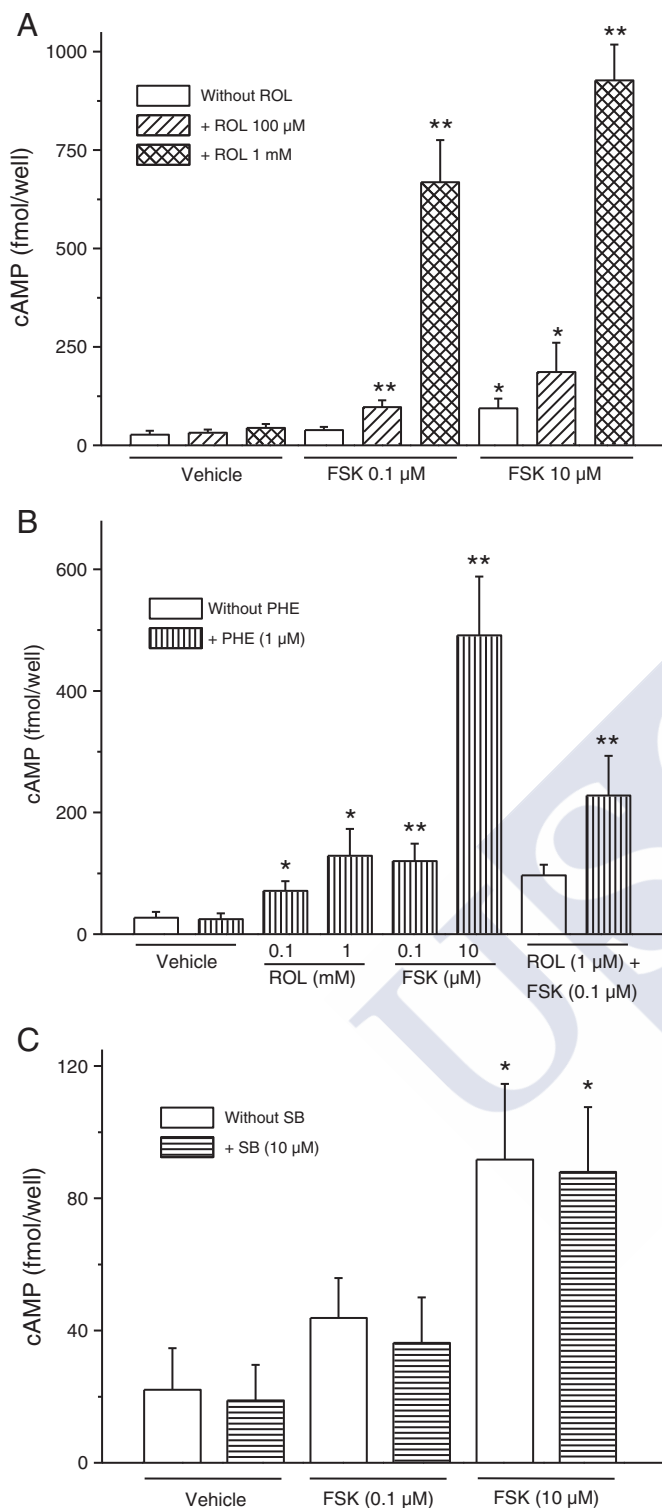 A
1000
750
500
250
0
cAMP (fmol/well)
Without ROL
+ ROL 100 µM
+ ROL 1 mM
**
**
**
*
*
Vehicle
FSK 0.1 µM
FSK 10 µM
B
600
400
200
0
cAMP (fmol/well)
Without PHE
+ PHE (1 µM)
*
*
**
**
**
0.1 1 0.1 10
Vehicle
ROL (mM)
FSK (µM)
ROL (1 µM) +
FSK (0.1 µM)
C
120
80
40
0
cAMP (fmol/well)
Without SB
+ SB (10 µM)
*
*
Vehicle
FSK (0.1 µM)
FSK (10 µM)
US